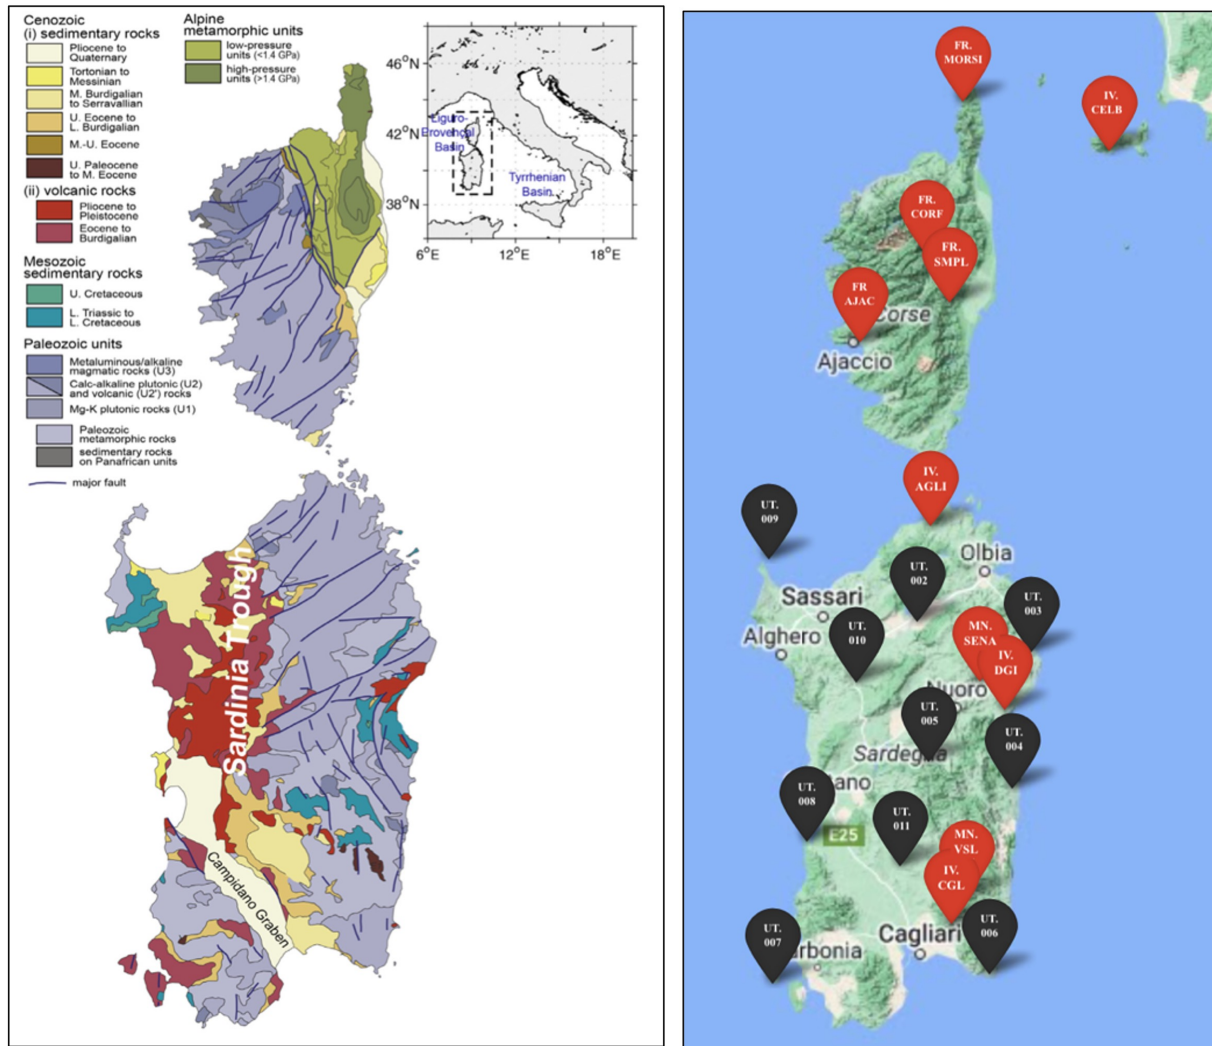 Cenozoic
(i) sedimentary rocks
Pliocene to
Quaternary
Tortonian to
Messinian
M. Burdigalian
to Serravallian
U. Eocene to
L. Burdigalian
M.-U. Eocene
U. Paleocene
to M. Eocene
(ii) volcanic rocks
Pliocene to
Pleistocene
Eocene to
Burdigalian
Mesozoic
sedimentary rocks
U. Cretaceous
L. Triassic to
L. Cretaceous
Paleozoic units
Metaluminous/alkaline
magmatic rocks (U3)
Calc-alkaline plutonic (U2)
and volcanic (U2') rocks
Mg-K plutonic rocks (U1)
Paleozoic
metamorphic rocks
sedimentary rocks
on Panafrican units
major fault
Alpine
metamorphic units
low-pressure
units (<1.4 GPa)
high-pressure
units (>1.4 GPa)
46°N
42°N
38°N
6°E
12°E
18°E
Liguro-
Provençal
Basin
Tyrrhenian
Basin
Sardinia Trough
Campidano Graben
FR.
MORSI
IV.
CELB
FR.
CORF
FR.
SMPL
FR
AJAC
Corse
Ajaccio
IV.
AGLI
UT.
009
Olbia
UT.
002
Sassari
UT.
003
UT.
010
MN.
SENA
Alghero
IV.
DGI
Nuoro
UT.
005
UT.
004
Sardegna
UT.
008
ano
UT.
011
E25
MN.
VSL
IV.
CGL
UT.
007
UT.
006
Cagliari
rbonia